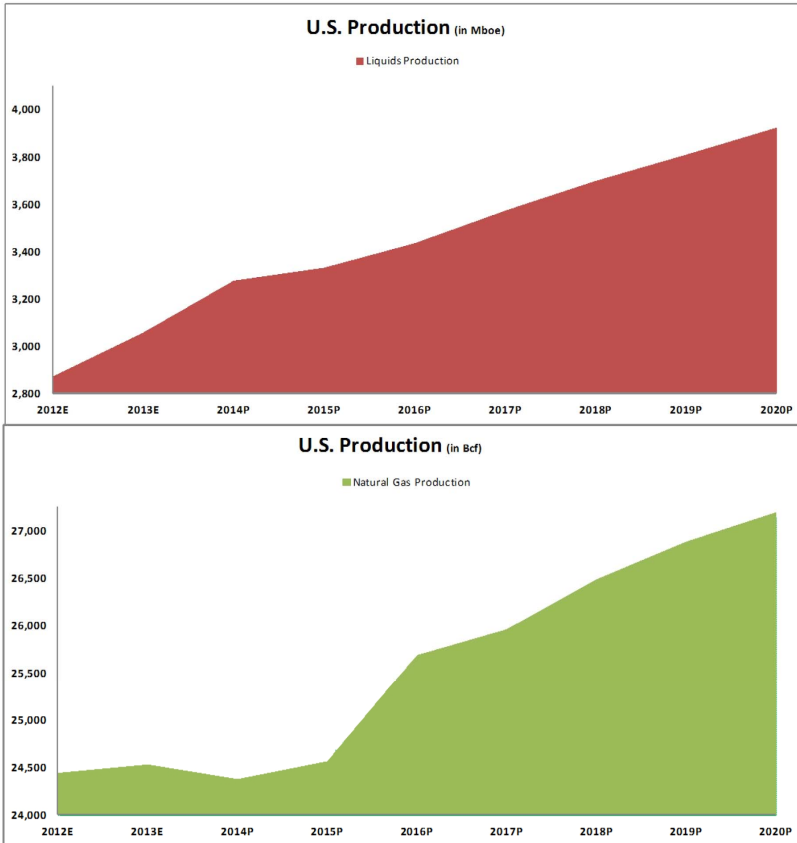 U.S. Production (in Mboe)
Liquids Production
4,000
3,800
3,600
3,400
3,200
3,000
2,800
2012E 2013E 2014P 2015P 2016P 2017P 2018P 2019P 2020P
U.S. Production (in Bcf)
Natural Gas Production
27,000
26,500
26,000
25,500
25,000
24,500
24,000
2012E 2013E 2014P 2015P 2016P 2017P 2018P 2019P 2020P